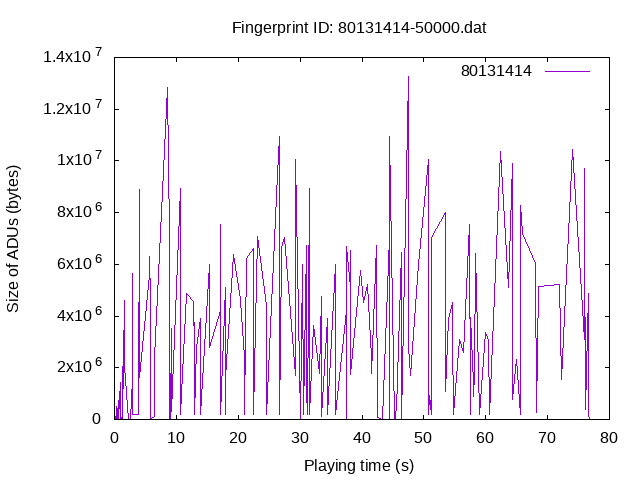 Fingerprint ID: 80131414-50000.dat
80131414
Size of ADUs (bytes)
1.4x10^7
1.2x10^7
1x10^7
8x10^6
6x10^6
4x10^6
2x10^6
0
0 10 20 30 40 50 60 70 80
Playing time (s)